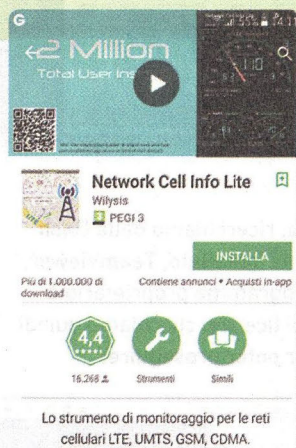 G
2 Million
Total User Ins
110
Network Cell Info Lite
Wilysis
PEGI 3
INSTALLA
Più di 1.000.000 di
download
Contiene annunci • Acquisti in-app
4,4
16.268
Strumenti
Simili
Lo strumento di monitoraggio per le reti
cellulari LTE, UMTS, GSM, CDMA.